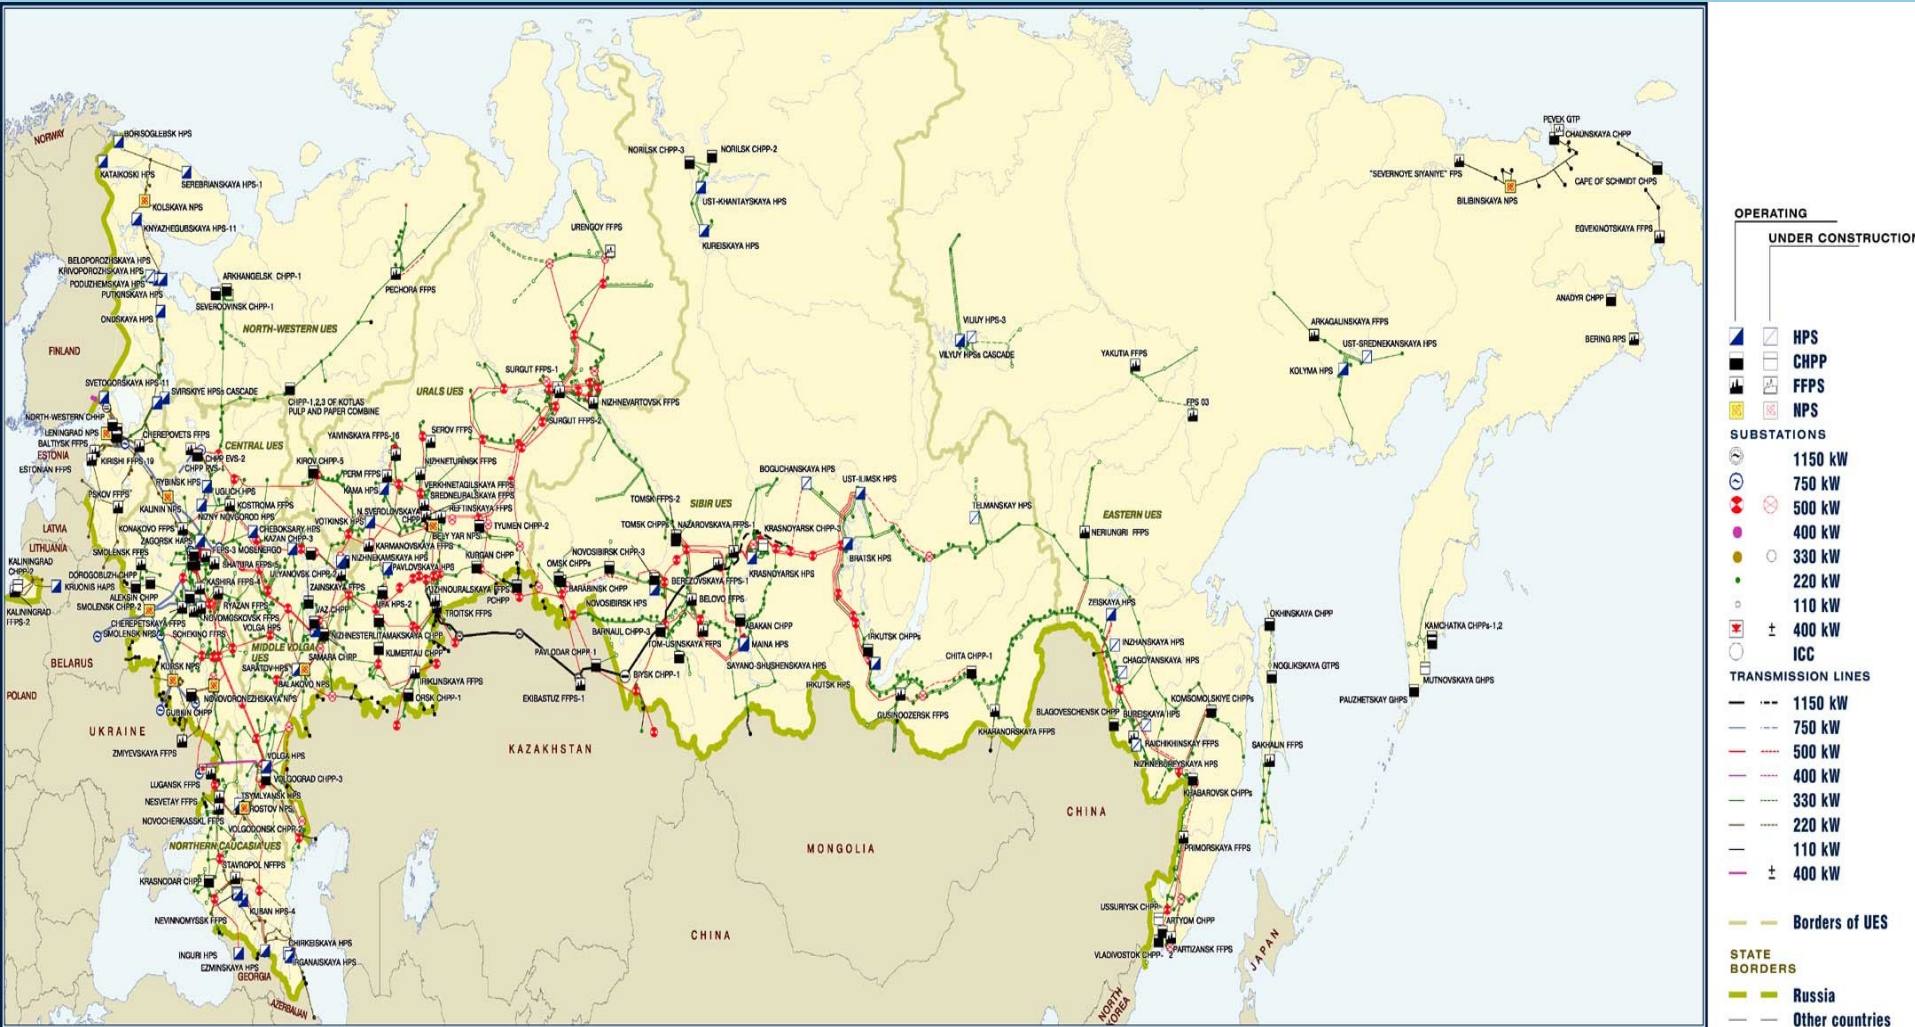 NORWAY
BORISOGLEBSK HPS
KATAIKOSKI HPS
SEREBRIANSKAYA HPS-1
KOLSKAYA NPS
KNYAZHEGUBSKAYA HPS-11
BELOPOROZHSKAYA HPS
KRIVOPOROZHSKAYA HPS
PODUZHEMSKAYA HPS
PUTKINSKAYA HPS
ONDSKAYA HPS
ARKHANGELSK CHPP-1
SEVERODVINSK CHPP-1
PECHORA FFPS
NORTH-WESTERN UES
FINLAND
SVETOGORSKAYA HPS-11
SVIRSKIYE HPSs CASCADE
CHPP-1,2,3 OF KOTLAS
PULP AND PAPER COMBINE
NORTH-WESTERN CHHP
LENINGRAD NPS
BALTIYSK FFPS
ESTONIA
ESTONIAN FFPS
KIRISHI FFPS-19
CHEREPOVETS FFPS
CHPP EVS-2
CENTRAL UES
RYBINSK HPS
UGLICH HPS
PSKOV FFPS
KALININ NPS
KOSTROMA FFPS
NIZNY NOVGOROD HPS
KONAKOVO FFPS
CHEBOKSARY HPS
LATVIA
ZAGORSK HAPS
KAZAN CHPP-3
LITHUANIA
SMOLENSK FFPS
SHATURA FFPS-5
KALININGRAD
CHPP-2
DOROGOBUZH CHPP
ULYANOVSK CHPP-2
KRUONIS HAPS
KASHIRA FFPS-4
ZAINSKAYA FFPS
ALEKSIN CHPP
SMOLENSK CHPP-2
RYAZAN FFPS
KALININGRAD
FFPS-2
NOVOMOSKOVSK FFPS
CHEREPETSKAYA FFPS
VOLGA HPS
SMOLENSK NPS
SCHEKINO FFPS
MIDDLE VOLGA
UES
SAMARA CHPP
BELARUS
KURSK NPS
SARATOV HPS
BALAKOVO NPS
POLAND
NOVOVORONEZHSKAYA NPS
GUBKIN CHPP
UKRAINE
ZMIYEVSKAYA FFPS
VOLGA HPS
LUGANSK FFPS
VOLGOGRAD CHPP-3
TSYMLYANSK HPS
NESVETAY FFPS
ROSTOV NPS
NOVOCHERKASSKL FFPS
VOLGODONSK CHPP-2
NORTHERN CAUCASIA UES
STAVROPOL NFFPS
KRASNODAR CHPP
KUBAN HPS-4
NEVINNOMYSSK FFPS
CHIRKEISKAYA HPS
INGURI HPS
IRGANAISKAYA HPS
EZMINSKAYA HPS
GEORGIA
AZERBAIJAN
URALS UES
YAIVINSKAYA FFPS-16
SEROV FFPS
KIROV CHPP-5
PERM FFPS
NIZHNETURINSK FFPS
KAMA HPS
VERKHNETAGILSKAYA FFPS
SREDNEURALSKAYA FFPS
REFTINSKAYA FFPS
N.SVERDLOVSKAYA
CHPP
VOTKINSK HPS
TYUMEN CHPP-2
BELYYAR NPS
KARMANOVSKAYA FFPS
KURGAN CHPP
NIZHNEKAMSKAYA HPS
PAVLOVSKAYA HPS
YUZHNOURALSKAYA FFPS
UFA HPS-2
TROITSK FFPS
NIZHNESTERLITAMAKSKAYA CHPP
KUMERTAU CHPP
IRIKLINSKAYA FFPS
ORSK CHPP-1
URENGOY FFPS
SURGUT FFPS-1
NIZHNEVARTOVSK FFPS
SURGUT FFPS-2
NORILSK CHPP-3
NORILSK CHPP-2
UST-KHANTAYSKAYA HPS
KUREISKAYA HPS
SIBIR UES
TOMSK FFPS-2
TOMSK CHPPs
NAZAROVSKAYA FFPS-1
KRASNOYARSK CHPP-3
BOGUCHANSKAYA HPS
UST-ILIMSK HPS
BRATSK HPS
KRASNOYARSK HPS
NOVOSIBIRSK CHPP-3
OMSK CHPPs
BARABINSK CHPP
BEREZOVSKAYA FFPS-1
NOVOSIBIRSK HPS
BELOVO FFPS
BARNAUL CHPP-3
ABAKAN CHPP
TOM-USINSKAYA FFPS
MAINA HPS
PAVLODAR CHPP-1
BIYSK CHPP-1
SAYANO-SHUSHENSKAYA HPS
EKIBASTUZ FFPS-1
KAZAKHSTAN
IRKUTSK CHPPs
IRKUTSK HPS
GUSINOOZERSK FFPS
CHITA CHPP-1
KHARANORSKAYA FFPS
MONGOLIA
CHINA
CHINA
VILIUY HPS-3
VILYUY HPSs CASCADE
YAKUTIA FFPS
FPS 03
TELMANSKAY HPS
EASTERN UES
NERIUNGRI FFPS
ZEISKAYA HPS
INZHANSKAYA HPS
CHAGOYANSKAYA HPS
KOMSOMOLSKIYE CHPPs
BLAGOVESCHENSK CHPP
BUREISKAYA HPS
RAICHIKHINSKAY FFPS
NIZHNEBUREYSKAYA HPS
KHABAROVSK CHPPs
PRIMORSKAYA FFPS
USSURIYSK CHPP
ARTYOM CHPP
PARTIZANSK FFPS
VLADIVOSTOK CHPP- 2
NORTH
KOREA
JAPAN
OKHINSKAYA CHPP
NOGLIKSKAYA GTPS
SAKHALIN FFPS
KAMCHATKA CHPPs-1,2
MUTNOVSKAYA GHPS
PAUZHETSKAY GHPS
ARKAGALINSKAYA FFPS
UST-SREDNEKANSKAYA HPS
KOLYMA HPS
PEVEK GTP
CHAUNSKAYA CHPP
"SEVERNOYE SIYANIYE" FPS
CAPE OF SCHMIDT CHPS
BILIBINSKAYA NPS
EGVEKINOTSKAYA FFPS
ANADYR CHPP
BERING RPS
OPERATING
UNDER CONSTRUCTION
HPS
CHPP
FFPS
NPS
SUBSTATIONS
1150 kW
750 kW
500 kW
400 kW
330 kW
220 kW
110 kW
± 400 kW
ICC
TRANSMISSION LINES
1150 kW
750 kW
500 kW
400 kW
330 kW
220 kW
110 kW
± 400 kW
Borders of UES
STATE
BORDERS
Russia
Other countries